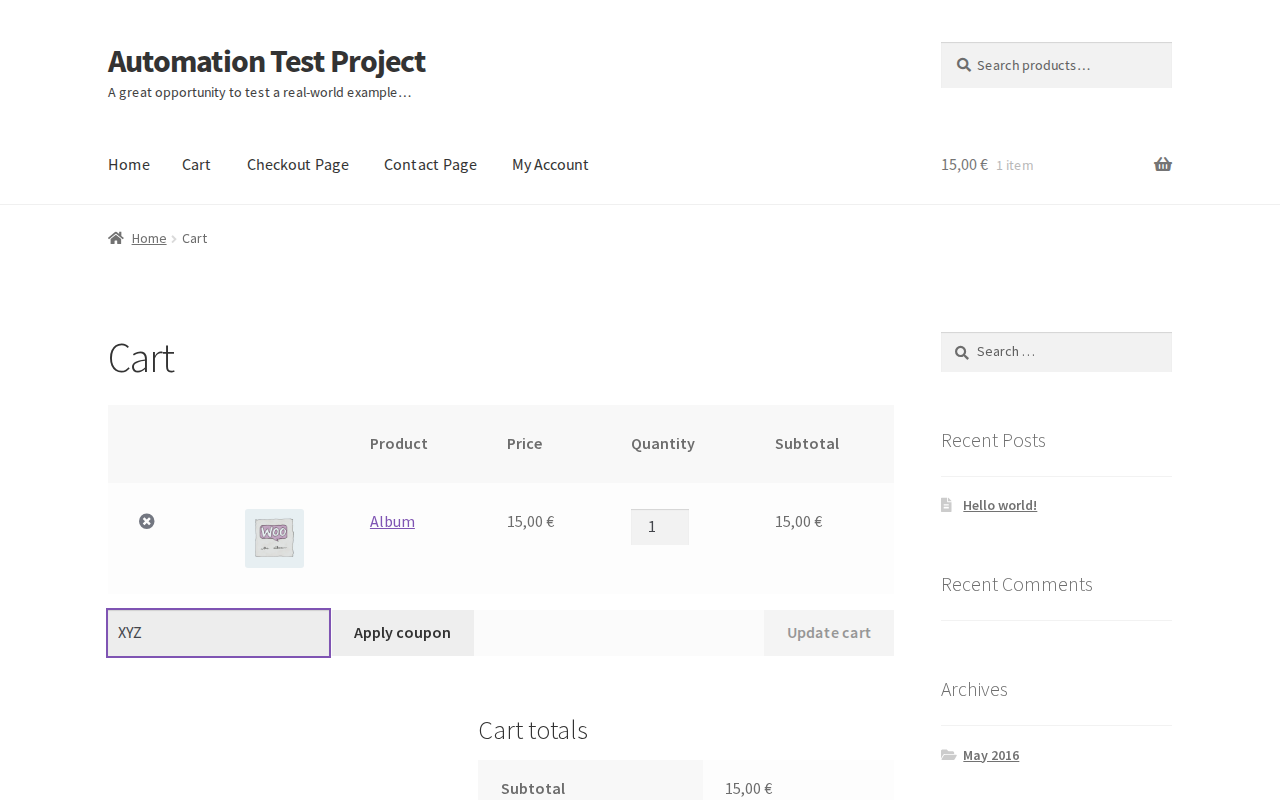 Automation Test Project
A great opportunity to test a real-world example…
Search products…
Home Cart Checkout Page Contact Page My Account
15,00 € 1 item
Home Cart
Cart
Product Price Quantity Subtotal
WOO
Album 15,00 € 1 15,00 €
XYZ Apply coupon Update cart
Cart totals
Subtotal 15,00 €
Search …
Recent Posts
Hello world!
Recent Comments
Archives
May 2016